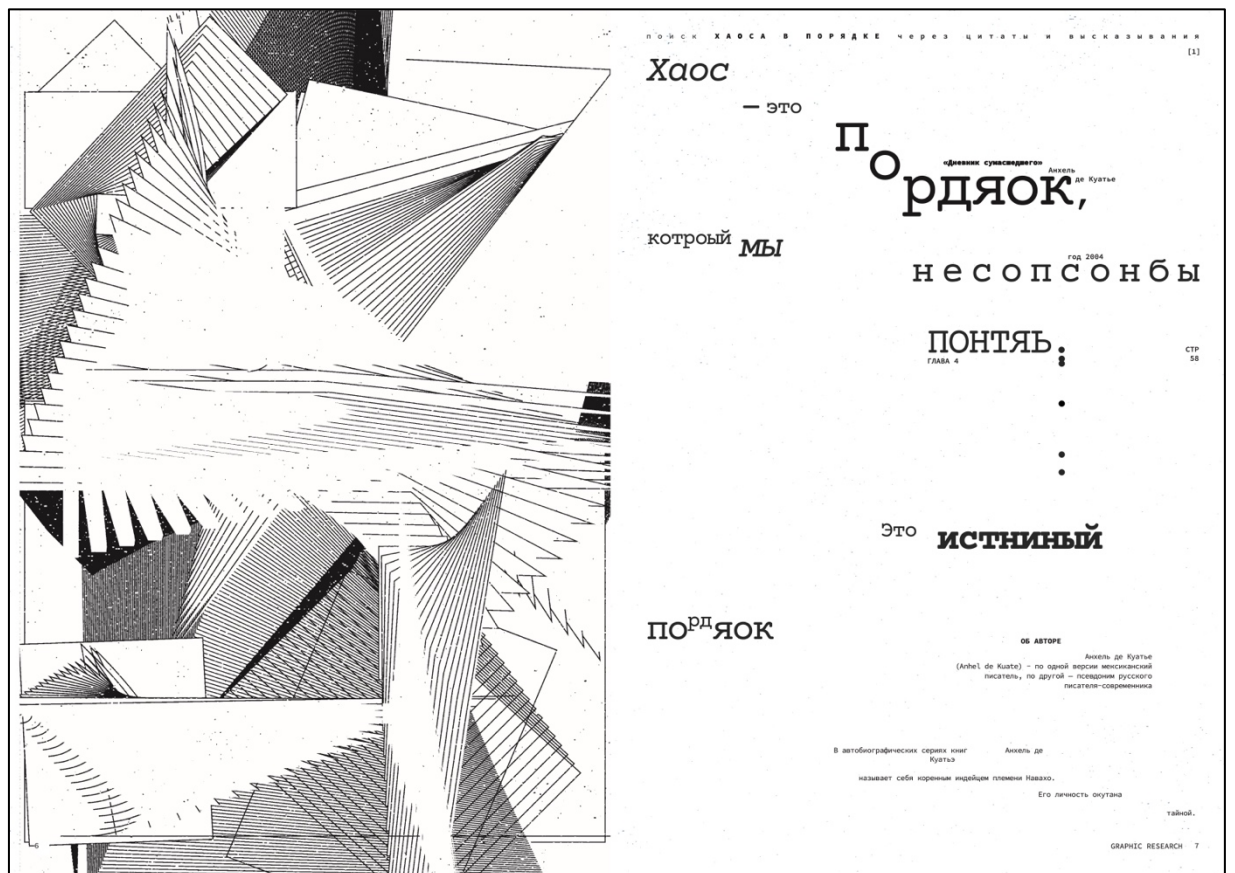 поиск ХАОСА В ПОРЯДКЕ через цитаты и высказывания
[1]
Хаос
— это
пордяок,
«Дневник сумасшедшего»
Анхель
де Куатье
котроый мы
год 2004
несопсонбы
ПОНТЯЬ.
ГЛАВА 4
СТР
58
Это истниный
пордяок
ОБ АВТОРЕ
Анхель де Куатье
(Anhel de Kuate) – по одной версии мексиканский
писатель, по другой — псевдоним русского
писателя-современника
В автобиографических сериях книг Анхель де
Куатьэ
называет себя коренным индейцем племени Навахо.
Его личность окутана
тайной.
6
GRAPHIC RESEARCH 7